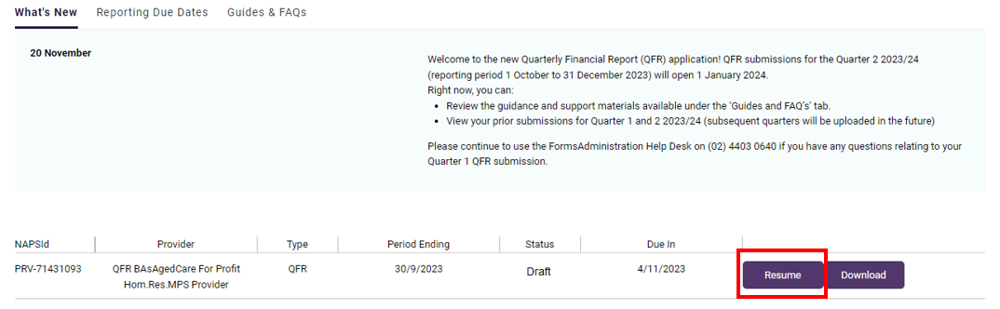 What's New Reporting Due Dates Guides & FAQs
20 November
Welcome to the new Quarterly Financial Report (QFR) application! QFR submissions for the Quarter 2 2023/24
(reporting period 1 October to 31 December 2023) will open 1 January 2024.
Right now, you can:
• Review the guidance and support materials available under the 'Guides and FAQ's' tab.
• View your prior submissions for Quarter 1 and 2 2023/24 (subsequent quarters will be uploaded in the future)
Please continue to use the FormsAdministration Help Desk on (02) 4403 0640 if you have any questions relating to your
Quarter 1 QFR submission.
NAPSId Provider Type Period Ending Status Due In
PRV-71431093 QFR BAsAgedCare For Profit QFR 30/9/2023 Draft 4/11/2023 Resume Download
Hom.Res.MPS Provider